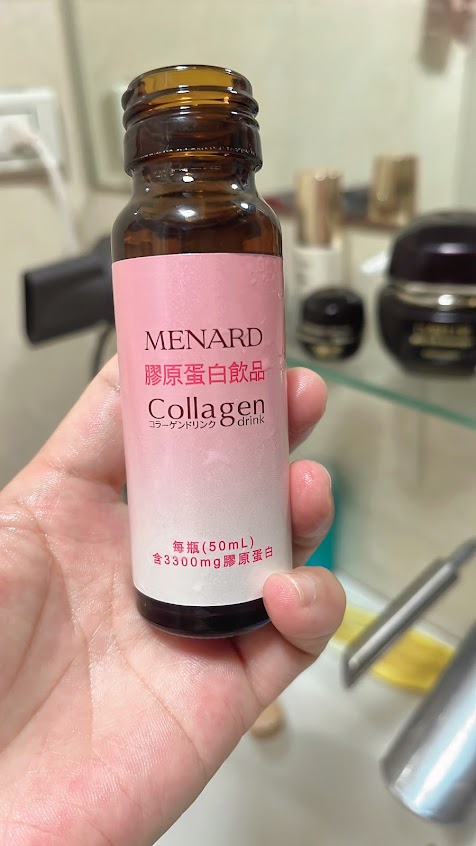 MENARD
膠原蛋白飲品
Collagen
コラーゲンドリンク drink
每瓶(50mL)
含3300mg膠原蛋白